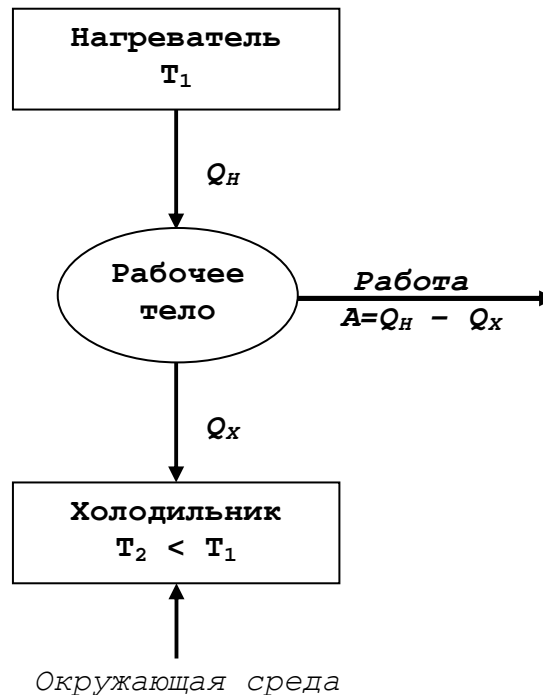 Нагреватель
T₁
Qн
Рабочее
тело
Работа
A=Qн – Qх
Qх
Холодильник
T₂ < T₁
Окружающая среда